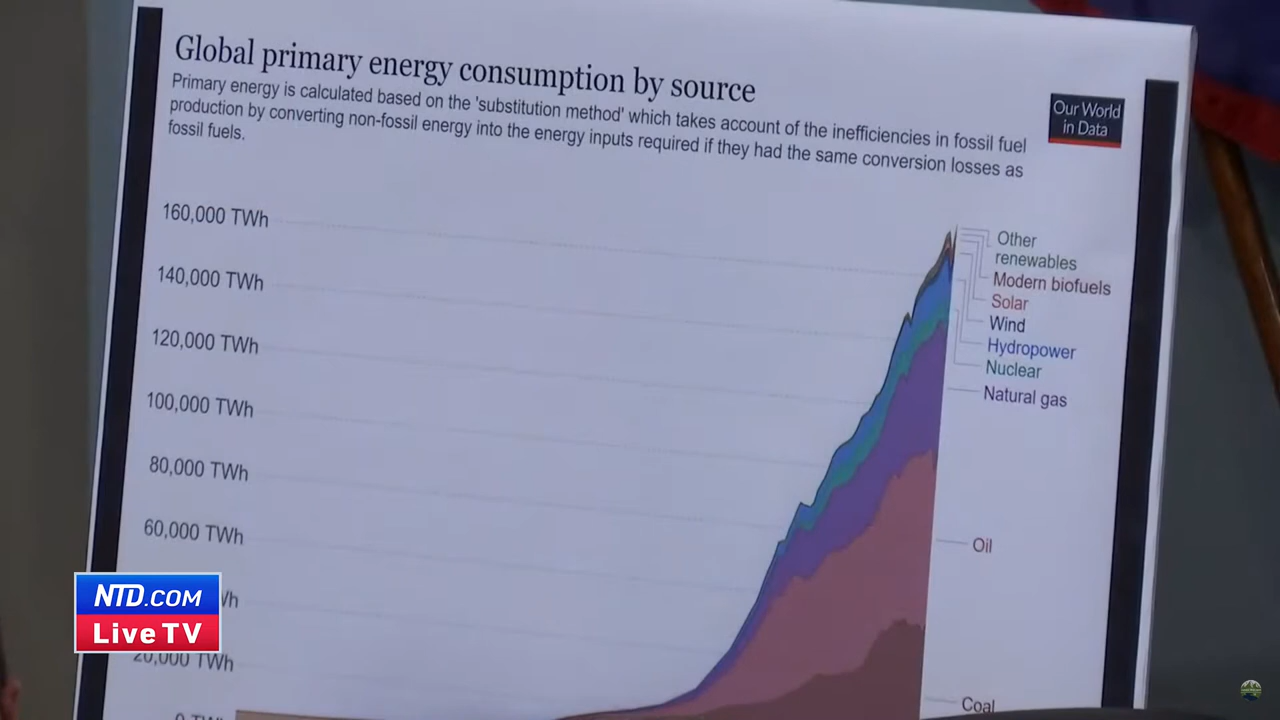 Global primary energy consumption by source
Primary energy is calculated based on the 'substitution method' which takes account of the inefficiencies in fossil fuel
production by converting non-fossil energy into the energy inputs required if they had the same conversion losses as
fossil fuels.
Our World
in Data
160,000 TWh
140,000 TWh
120,000 TWh
100,000 TWh
80,000 TWh
60,000 TWh
20,000 TWh
Other
renewables
Modern biofuels
Solar
Wind
Hydropower
Nuclear
Natural gas
Oil
Coal
NTD.COM
Live TV